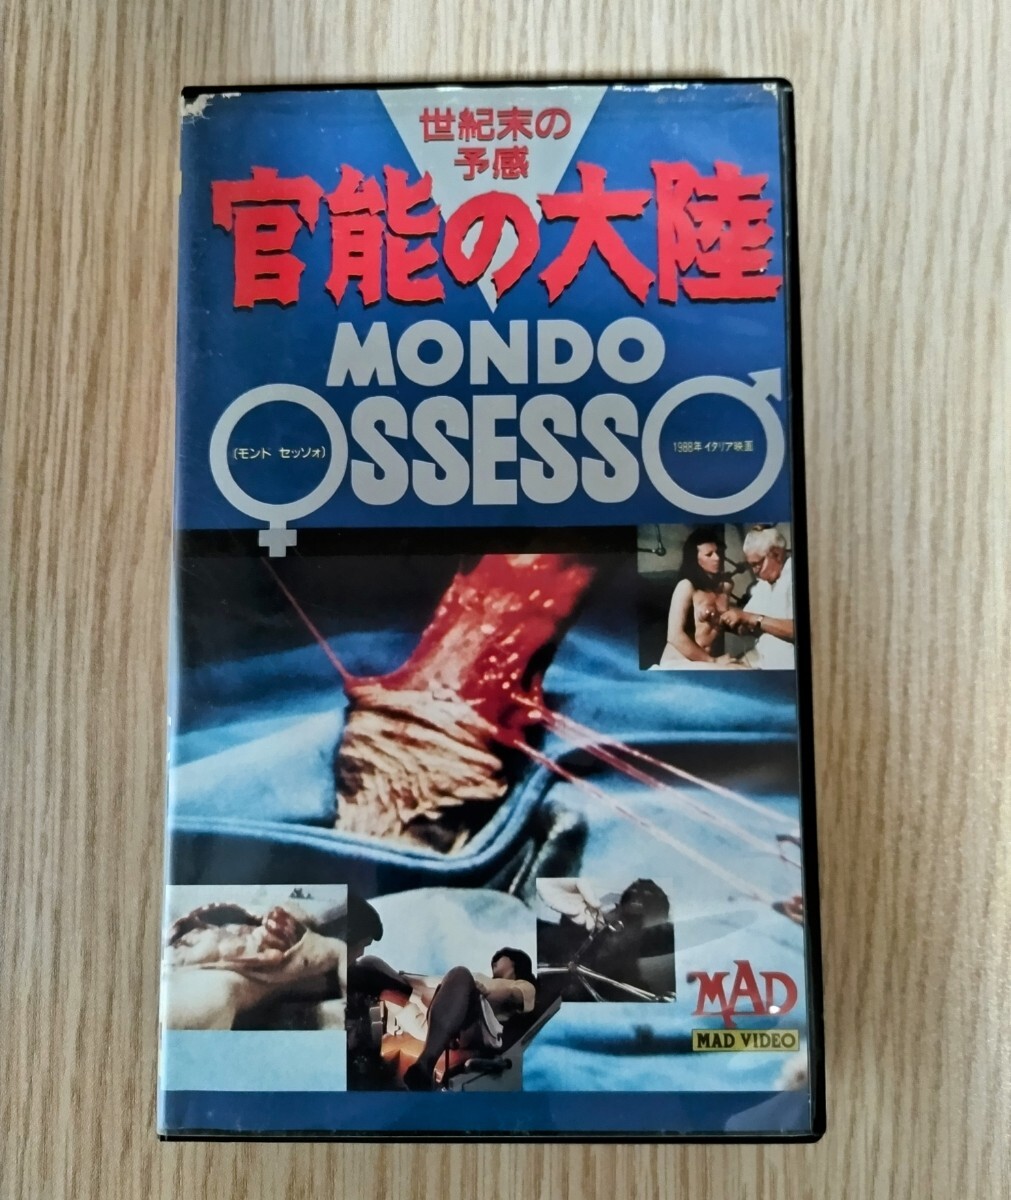 世紀末の
予感
官能の大陸
MONDO
OSSESSO
(モンド セッソォ)
1988年イタリア映画
MAD
MAD VIDEO